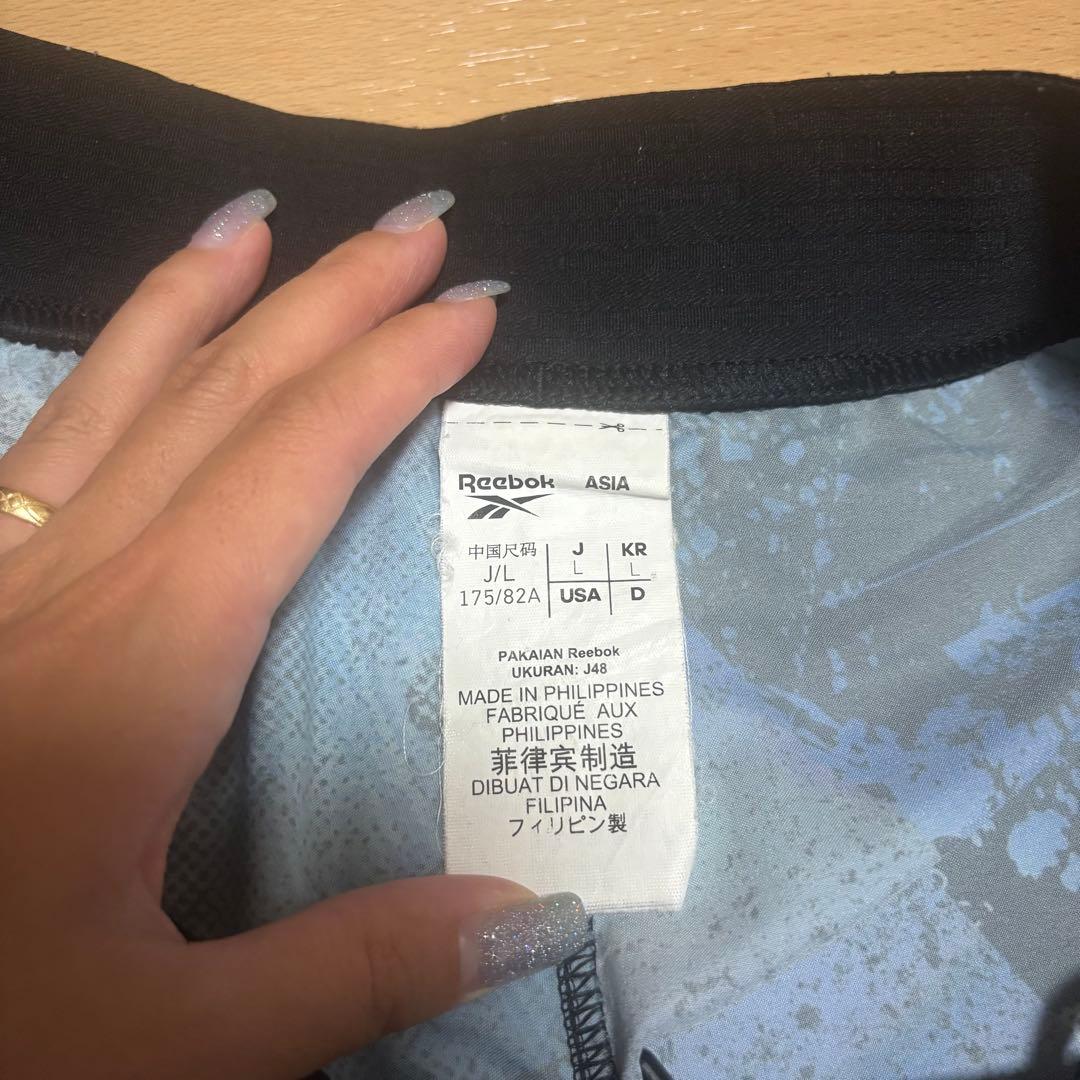 Reebok ASIA
中国尺码 J KR
J/L L L
175/82A USA D
PAKAIAN Reebok
UKURAN: J48
MADE IN PHILIPPINES
FABRIQUÉ AUX
PHILIPPINES
菲律宾制造
DIBUAT DI NEGARA
FILIPINA
フィリピン製